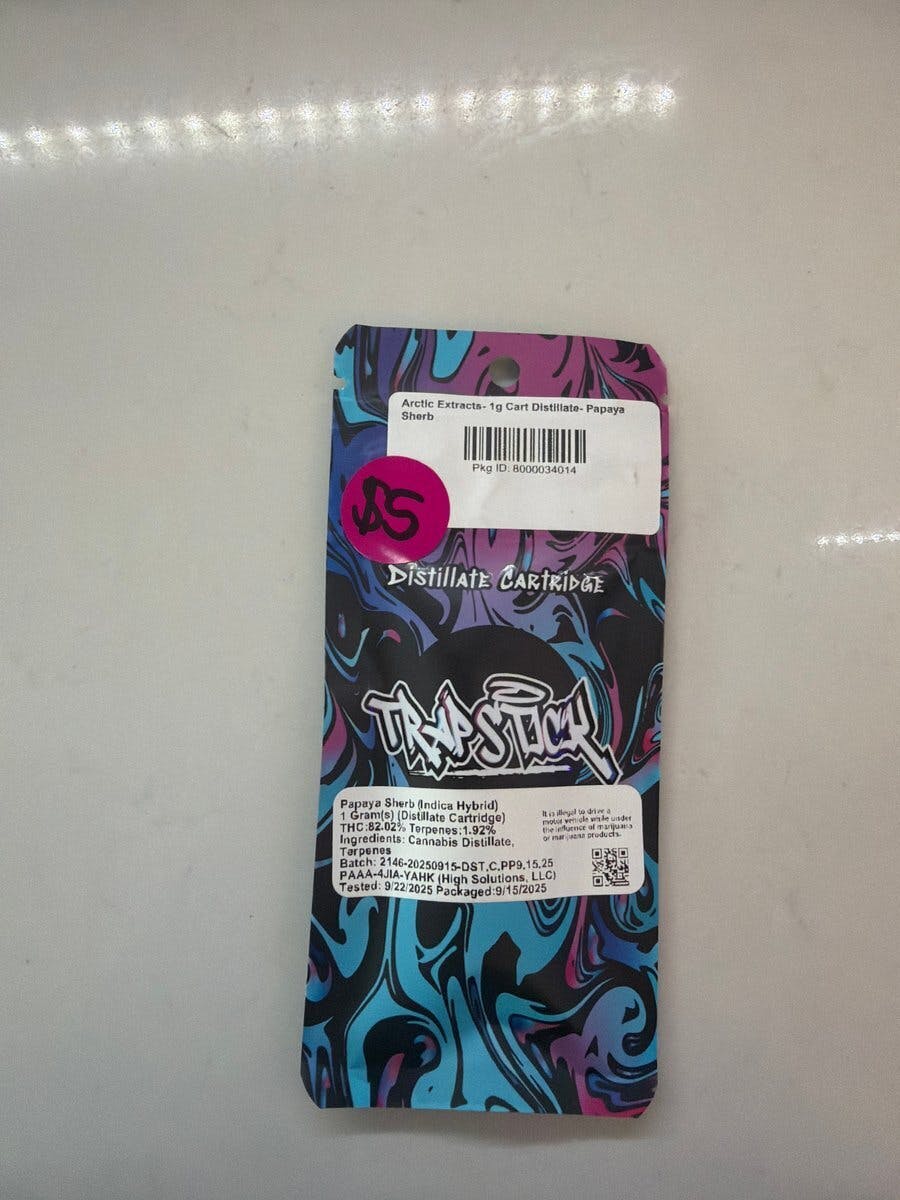 Arctic Extracts- 1g Cart Distillate- Papaya
Sherb
Pkg ID: 8000034014
$5
Distillate Cartridge
TRAPSTICK
Papaya Sherb (Indica Hybrid)
1 Gram(s) (Distillate Cartridge)
THC:82.02% Terpenes:1.92%
Ingredients: Cannabis Distillate,
Terpenes
Batch: 2146-20250915-DST,C,PP9,15,25
PAAA-4JIA-YAHK (High Solutions, LLC)
Tested: 9/22/2025 Packaged:9/15/2025
It is illegal to drive a
motor vehicle while under
the influence of marijuana
or marijuana products.